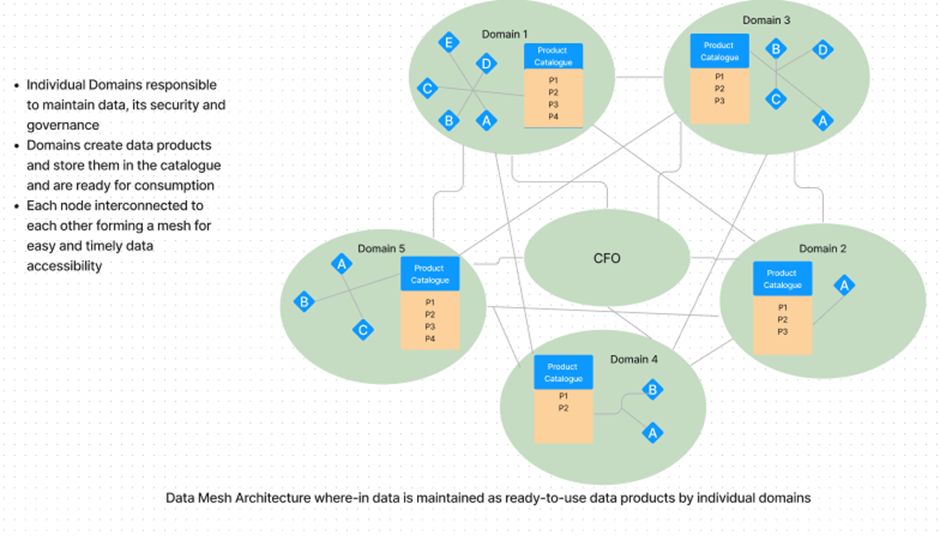 • Individual Domains responsible
to maintain data, its security and
governance
• Domains create data products
and store them in the catalogue
and are ready for consumption
• Each node interconnected to
each other forming a mesh for
easy and timely data
accessibility
Domain 1
E
D
C
B
A
Product
Catalogue
P1
P2
P3
P4
Domain 3
Product
Catalogue
P1
P2
P3
B
D
C
A
Domain 5
A
B
C
Product
Catalogue
P1
P2
P3
P4
CFO
Domain 2
Product
Catalogue
P1
P2
P3
A
Domain 4
Product
Catalogue
P1
P2
B
A
Data Mesh Architecture where-in data is maintained as ready-to-use data products by individual domains